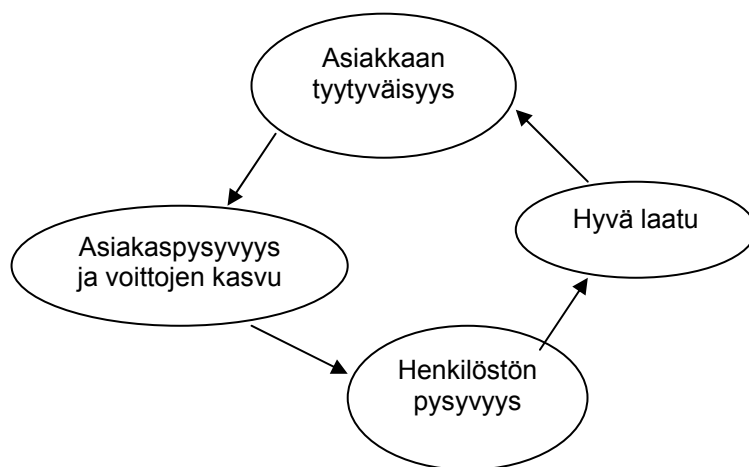 Asiakkaan
tyytyväisyys
Hyvä laatu
Asiakaspysyvyys
ja voittojen kasvu
Henkilöstön
pysyvyys